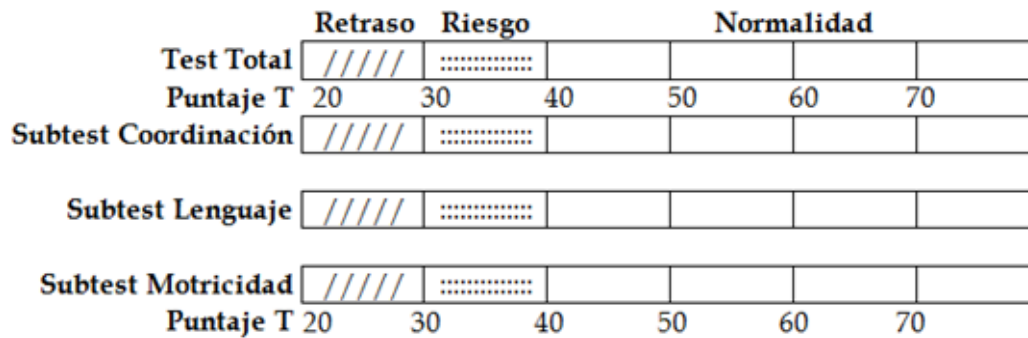 Retraso Riesgo Normalidad
Test Total ///// ::::::::::::::
Puntaje T 20 30 40 50 60 70
Subtest Coordinación ///// ::::::::::::::
Subtest Lenguaje ///// ::::::::::::::
Subtest Motricidad ///// ::::::::::::::
Puntaje T 20 30 40 50 60 70